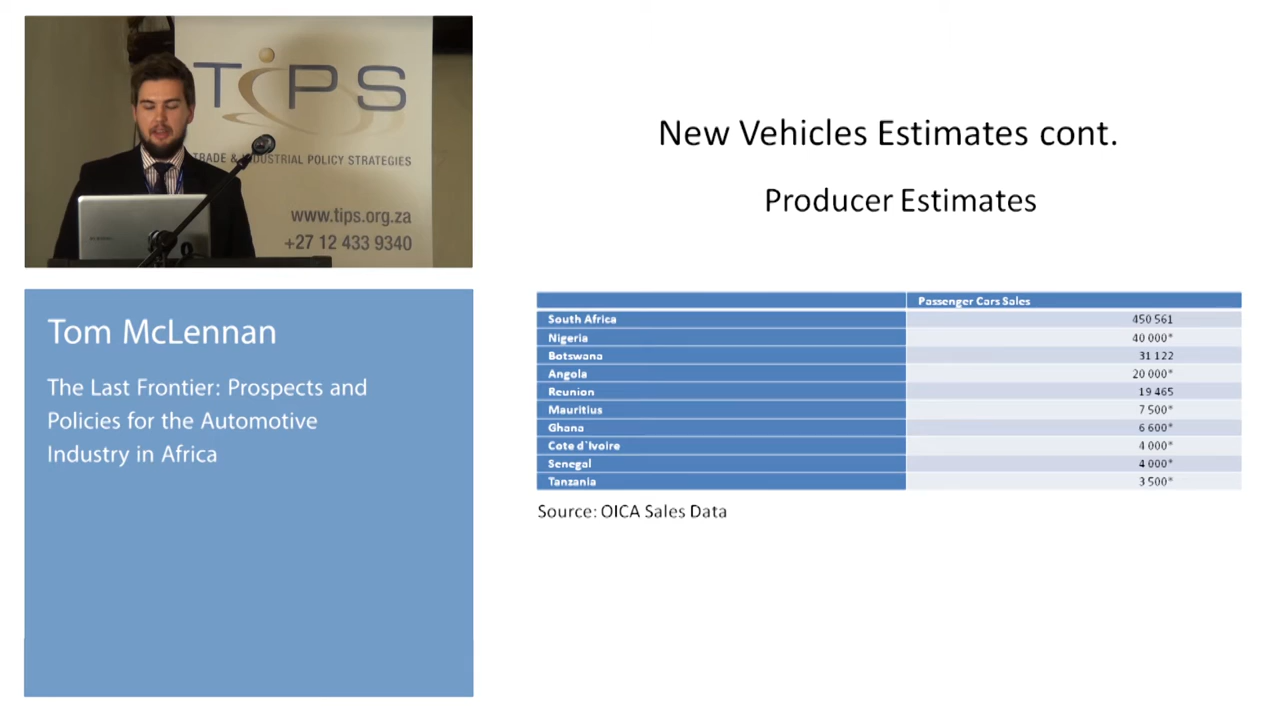 TiPS
TRADE & INDUSTRIAL POLICY STRATEGIES
www.tips.org.za
+27 12 433 9340
Tom McLennan
The Last Frontier: Prospects and
Policies for the Automotive
Industry in Africa
New Vehicles Estimates cont.
Producer Estimates
Passenger Cars Sales
South Africa 450 561
Nigeria 40 000*
Botswana 31 122
Angola 20 000*
Reunion 19 465
Mauritius 7 500*
Ghana 6 600*
Cote d`Ivoire 4 000*
Senegal 4 000*
Tanzania 3 500*
Source: OICA Sales Data